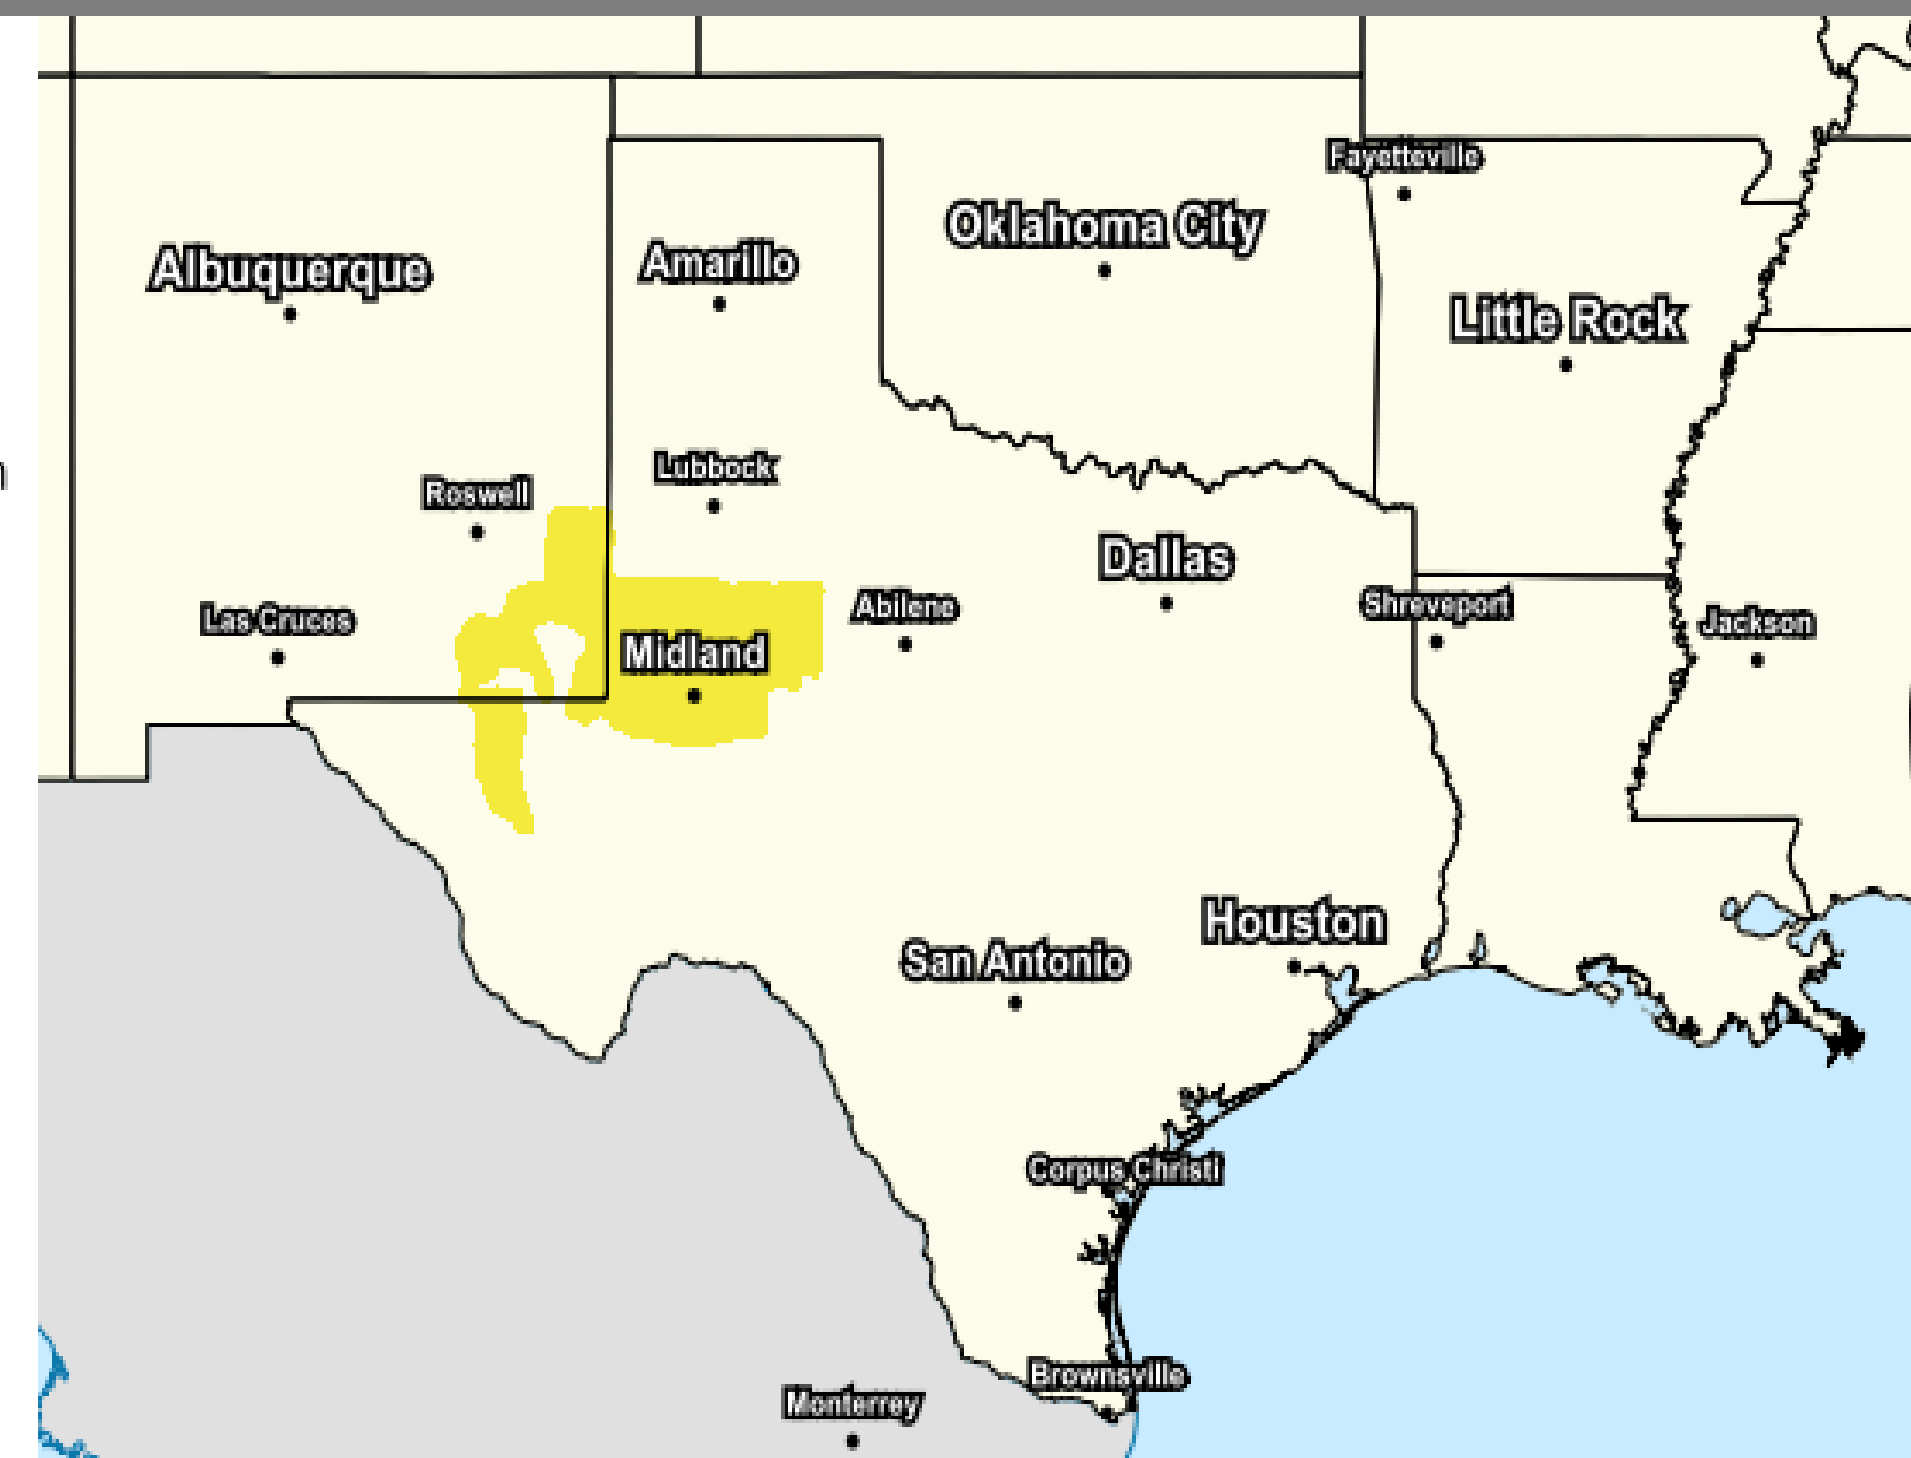 Fayetteville
Oklahoma City
Albuquerque
Amarillo
Little Rock
Lubbock
Roswell
Dallas
Las Cruces
Abilene
Shreveport
Jackson
Midland
Houston
San Antonio
Corpus Christi
Brownsville
Monterrey